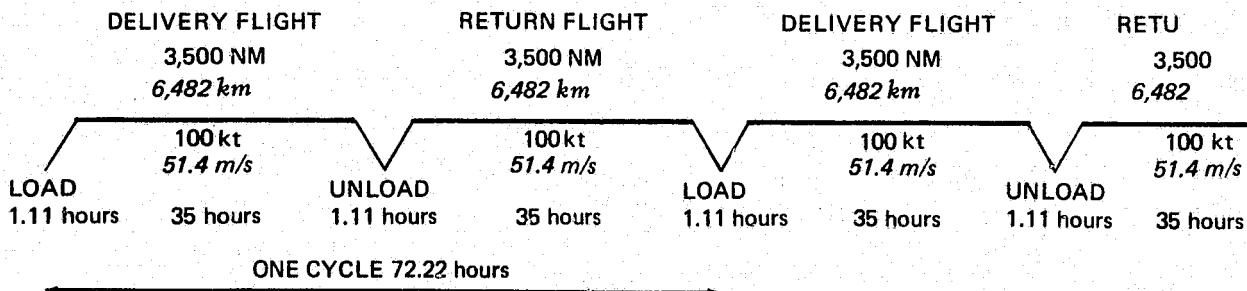 DELIVERY FLIGHT RETURN FLIGHT DELIVERY FLIGHT RETU
3,500 NM 3,500 NM 3,500 NM 3,500
6,482 km 6,482 km 6,482 km 6,482
100 kt 100 kt 100 kt 100 kt
51.4 m/s 51.4 m/s 51.4 m/s 51.4 m/s
LOAD UNLOAD LOAD UNLOAD
1.11 hours 35 hours 1.11 hours 35 hours 1.11 hours 35 hours 1.11 hours 35 hours
ONE CYCLE 72.22 hours